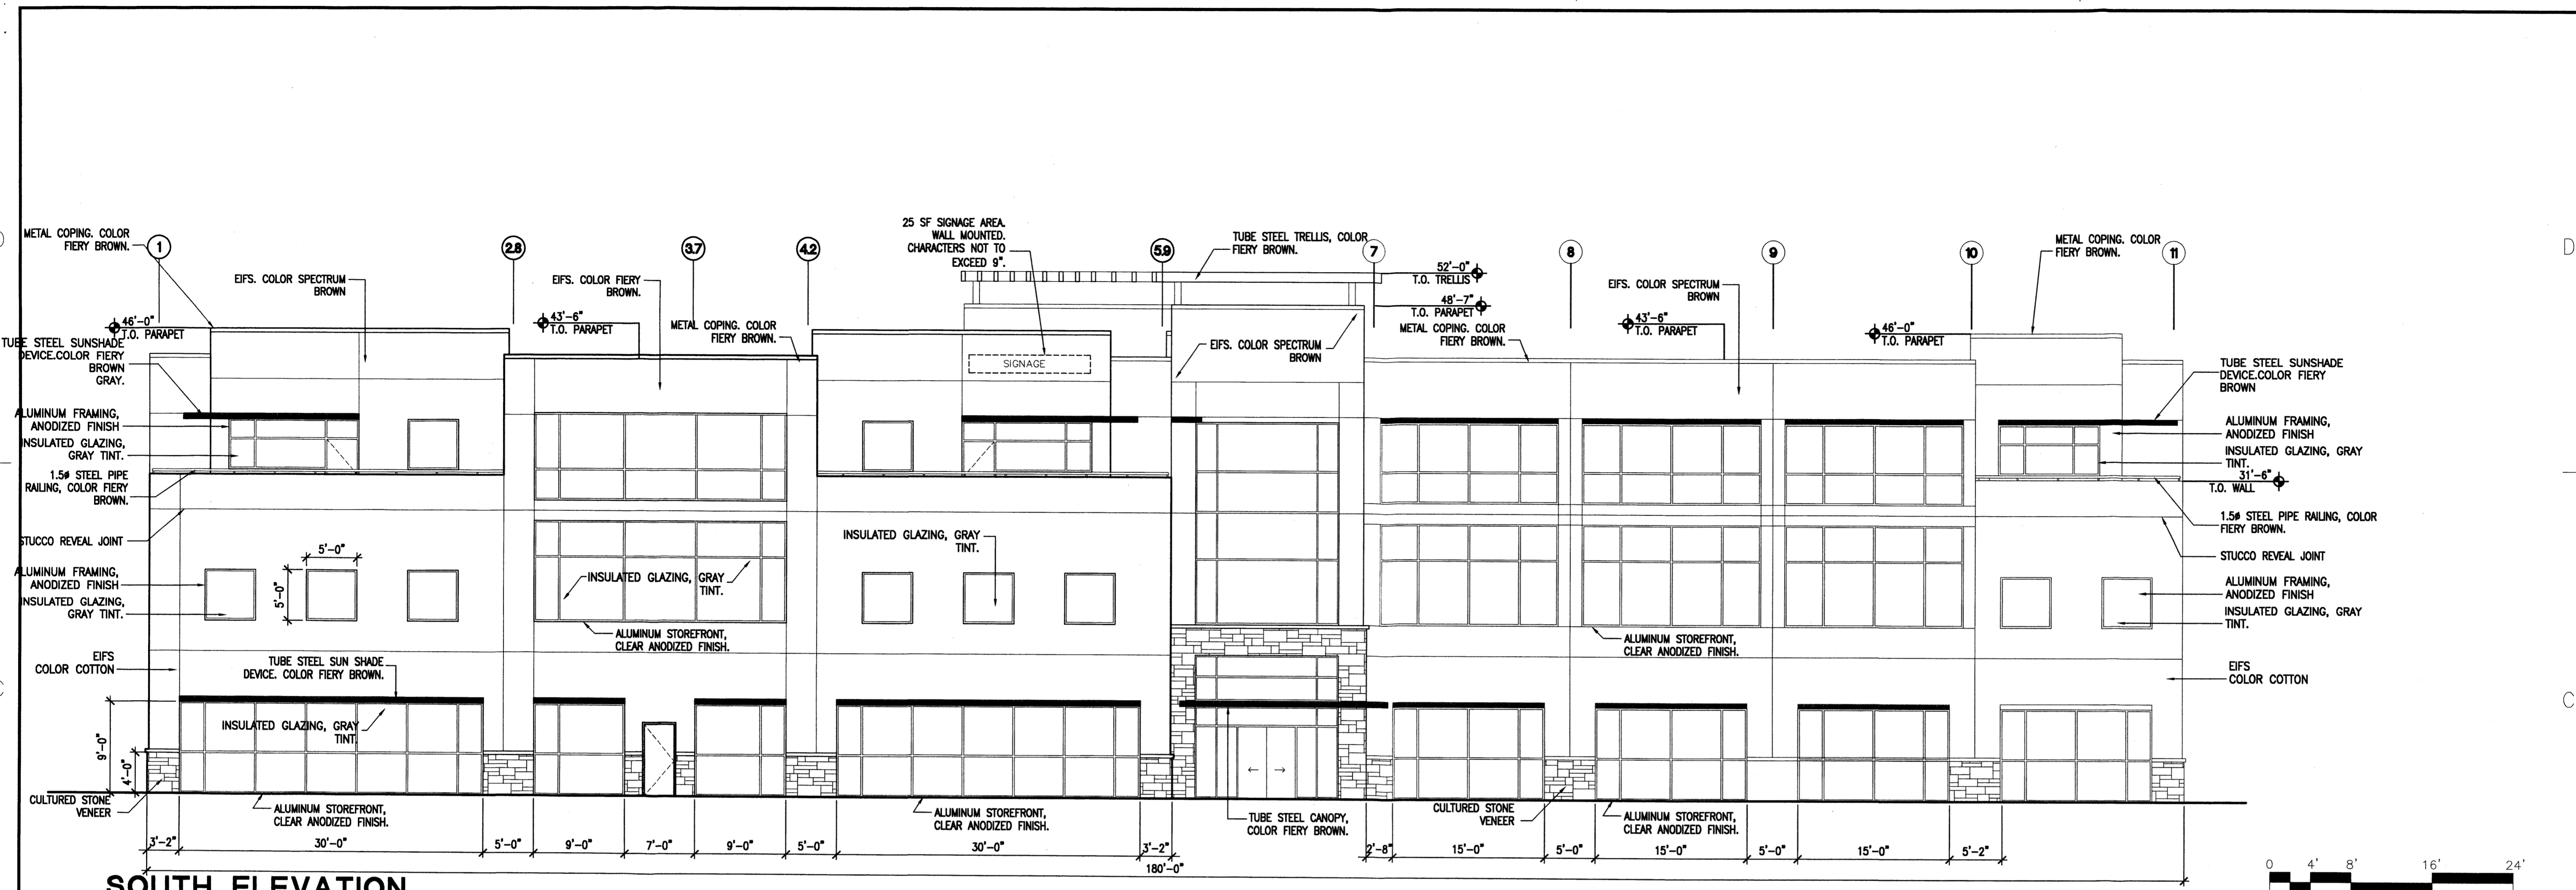 METAL COPING. COLOR
FIERY BROWN.
1
2.8
3.7
4.2
5.9
7
8
9
10
11
D
D
25 SF SIGNAGE AREA.
WALL MOUNTED.
CHARACTERS NOT TO
EXCEED 9".
TUBE STEEL TRELLIS, COLOR
FIERY BROWN.
METAL COPING. COLOR
FIERY BROWN.
EIFS. COLOR SPECTRUM
BROWN
EIFS. COLOR FIERY
BROWN.
52'-0"
T.O. TRELLIS
EIFS. COLOR SPECTRUM
BROWN
48'-7"
T.O. PARAPET
46'-0"
T.O. PARAPET
43'-6"
T.O. PARAPET
METAL COPING. COLOR
FIERY BROWN.
METAL COPING. COLOR
FIERY BROWN.
43'-6"
T.O. PARAPET
46'-0"
T.O. PARAPET
TUBE STEEL SUNSHADE
DEVICE.COLOR FIERY
BROWN
GRAY.
SIGNAGE
EIFS. COLOR SPECTRUM
BROWN
TUBE STEEL SUNSHADE
DEVICE.COLOR FIERY
BROWN
ALUMINUM FRAMING,
ANODIZED FINISH
INSULATED GLAZING,
GRAY TINT.
ALUMINUM FRAMING,
ANODIZED FINISH
INSULATED GLAZING, GRAY
TINT.
1.5ø STEEL PIPE
RAILING, COLOR FIERY
BROWN.
31'-6"
T.O. WALL
1.5ø STEEL PIPE RAILING, COLOR
FIERY BROWN.
STUCCO REVEAL JOINT
5'-0"
5'-0"
INSULATED GLAZING, GRAY
TINT.
STUCCO REVEAL JOINT
ALUMINUM FRAMING,
ANODIZED FINISH
INSULATED GLAZING,
GRAY TINT.
INSULATED GLAZING, GRAY
TINT.
ALUMINUM FRAMING,
ANODIZED FINISH
INSULATED GLAZING, GRAY
TINT.
ALUMINUM STOREFRONT,
CLEAR ANODIZED FINISH.
ALUMINUM STOREFRONT,
CLEAR ANODIZED FINISH.
EIFS
COLOR COTTON
TUBE STEEL SUN SHADE
DEVICE. COLOR FIERY BROWN.
EIFS
COLOR COTTON
C
C
INSULATED GLAZING, GRAY
TINT.
9'-0"
4'-0"
CULTURED STONE
VENEER
ALUMINUM STOREFRONT,
CLEAR ANODIZED FINISH.
ALUMINUM STOREFRONT,
CLEAR ANODIZED FINISH.
TUBE STEEL CANOPY,
COLOR FIERY BROWN.
CULTURED STONE
VENEER
ALUMINUM STOREFRONT,
CLEAR ANODIZED FINISH.
3'-2"
30'-0"
5'-0"
9'-0"
7'-0"
9'-0"
5'-0"
30'-0"
3'-2"
2'-8"
15'-0"
5'-0"
15'-0"
5'-0"
15'-0"
5'-2"
180'-0"
SOUTH ELEVATION
0 4' 8' 16' 24'